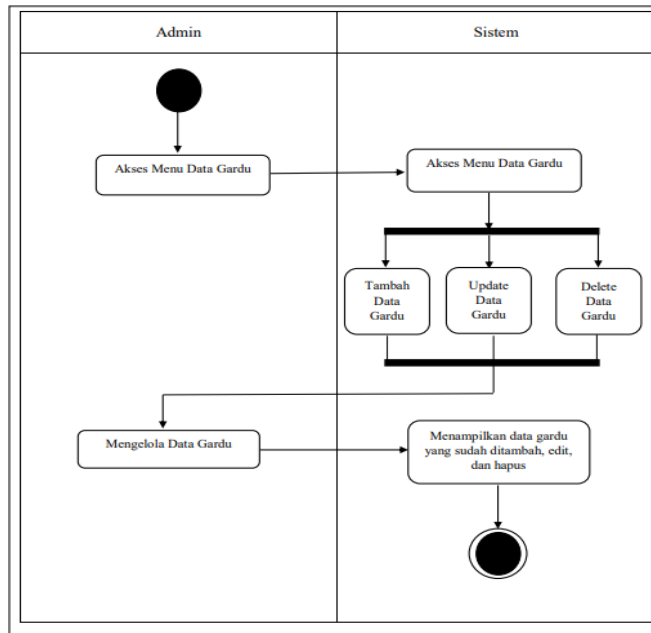 Admin
Sistem
Akses Menu Data Gardu
Akses Menu Data Gardu
Tambah
Data
Gardu
Update
Data
Gardu
Delete
Data
Gardu
Mengelola Data Gardu
Menampilkan data gardu
yang sudah ditambah, edit,
dan hapus